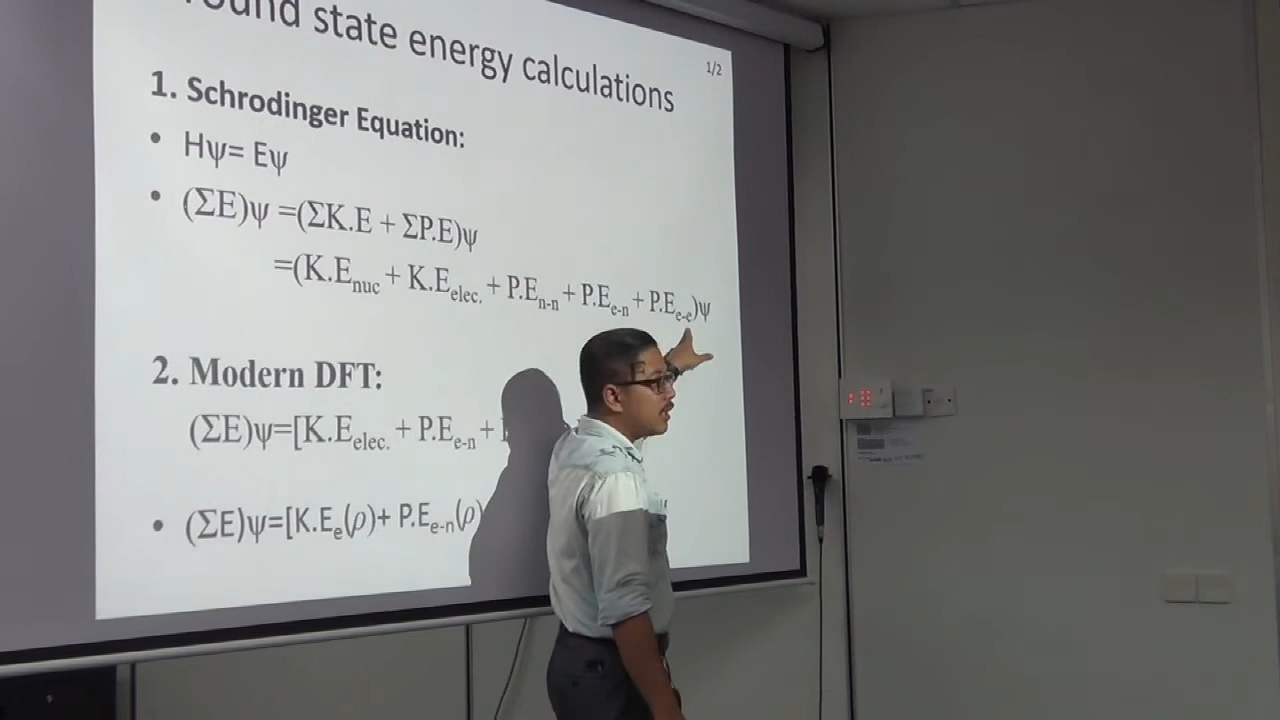 state energy calculations
1/2
1. Schrodinger Equation:
• Hψ= Eψ
• (ΣE)ψ =(ΣK.E + ΣP.E)ψ
=(K.Enuc + K.Eelec. + P.En-n + P.Ee-n + P.Ee-e)ψ
2. Modern DFT:
(ΣE)ψ=[K.Eelec. + P.Ee-n +
• (ΣE)ψ=[K.Ee(ρ)+ P.Ee-n(ρ)